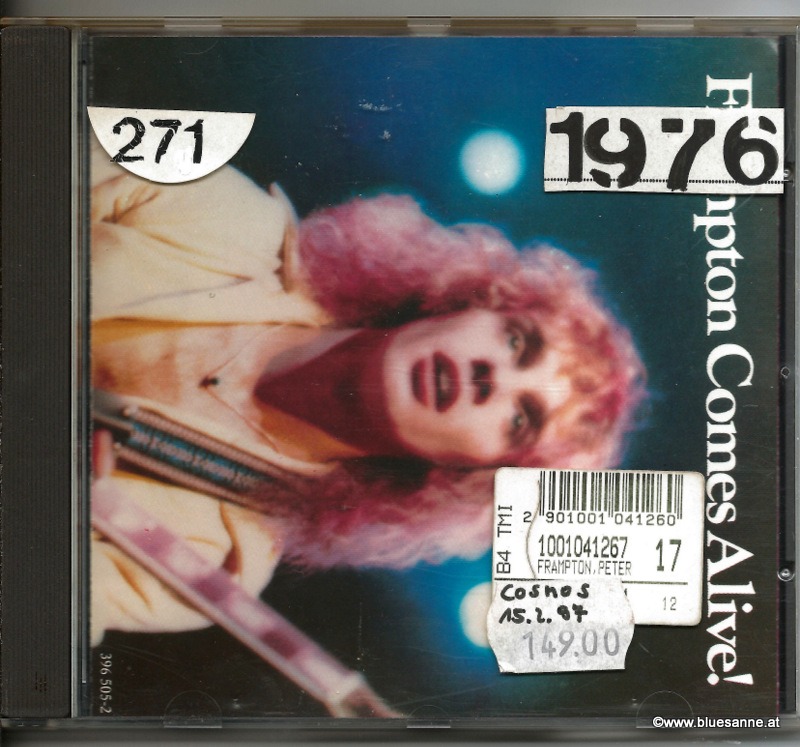 271
1976
F mpton Comes Alive!
B4 TMI
2 901001 041260
1001041267 17
FRAMPTON,PETER
12
Cosmos
15.2.97
149.00
396 505-2
©www.bluesanne.at